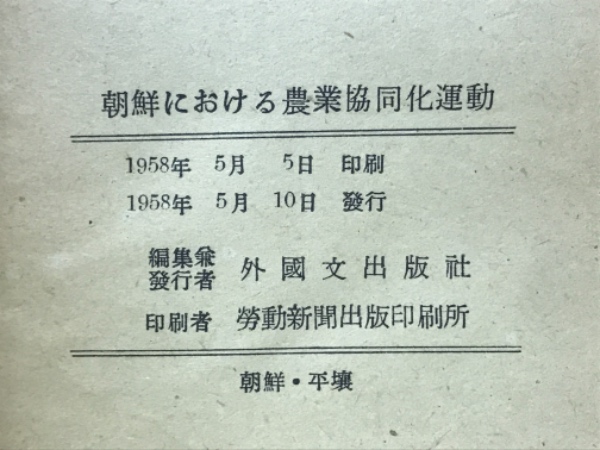 朝鮮における農業協同化運動
1958年 5月 5日 印刷
1958年 5月 10日 發行
編集兼
發行者 外國文出版社
印刷者 勞動新聞出版印刷所
朝鮮・平壤